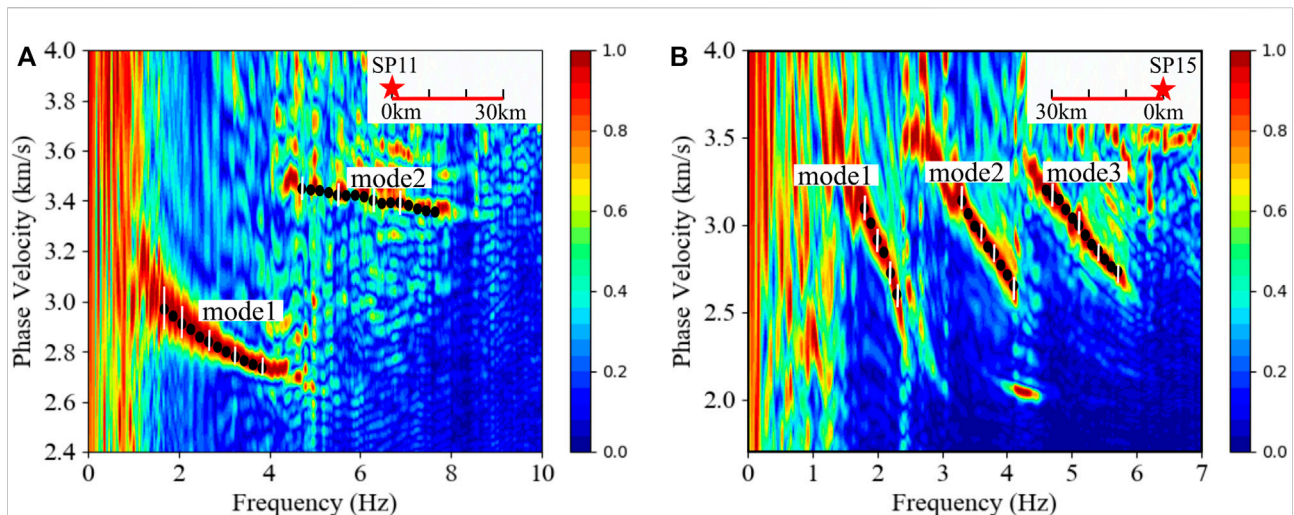 A
4.0
3.8
3.6
3.4
3.2
3.0
2.8
2.6
2.4
Phase Velocity (km/s)
0
2
4
6
8
10
Frequency (Hz)
SP11
0km
30km
mode2
mode1
1.0
0.8
0.6
0.4
0.2
0.0
B
4.0
3.5
3.0
2.5
2.0
Phase Velocity (km/s)
0
1
2
3
4
5
6
7
Frequency (Hz)
SP15
30km
0km
mode1
mode2
mode3
1.0
0.8
0.6
0.4
0.2
0.0